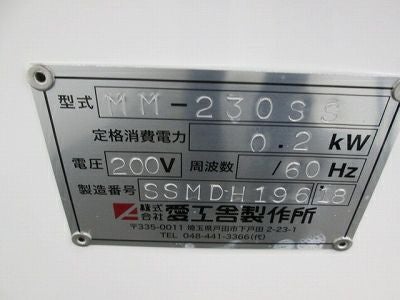 型式 MM-230SS
定格消費電力 0.2 kW
電圧 200V 周波数 /60 Hz
製造番号 SSMD-H19618
株式会社 愛工舎製作所
〒335-0011 埼玉県戸田市下戸田 2-23-1
TEL 048-441-3366(代)